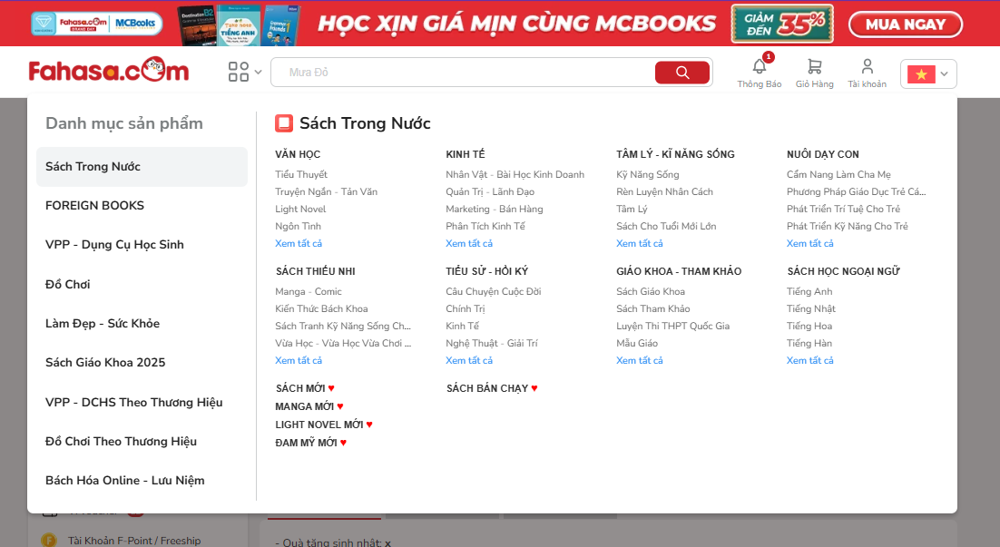 Fahasa.com
BRAND DAY
MCBOOKS
Destination B2
TIẾNG ANH
Friends
HỌC XỊN GIÁ MỊN CÙNG MCBOOKS
GIẢM ĐẾN 35%
MUA NGAY
Fahasa.com
Mưa Đỏ
1
Thông Báo
Giỏ Hàng
Tài khoản
Danh mục sản phẩm
Sách Trong Nước
FOREIGN BOOKS
VPP - Dụng Cụ Học Sinh
Đồ Chơi
Làm Đẹp - Sức Khỏe
Sách Giáo Khoa 2025
VPP - DCHS Theo Thương Hiệu
Đồ Chơi Theo Thương Hiệu
Bách Hóa Online - Lưu Niệm
Sách Trong Nước
VĂN HỌC
Tiểu Thuyết
Truyện Ngắn - Tản Văn
Light Novel
Ngôn Tình
Xem tất cả
KINH TẾ
Nhân Vật - Bài Học Kinh Doanh
Quản Trị - Lãnh Đạo
Marketing - Bán Hàng
Phân Tích Kinh Tế
Xem tất cả
TÂM LÝ - KĨ NĂNG SỐNG
Kỹ Năng Sống
Rèn Luyện Nhân Cách
Tâm Lý
Sách Cho Tuổi Mới Lớn
Xem tất cả
NUÔI DẠY CON
Cẩm Nang Làm Cha Mẹ
Phương Pháp Giáo Dục Trẻ Cá...
Phát Triển Trí Tuệ Cho Trẻ
Phát Triển Kỹ Năng Cho Trẻ
Xem tất cả
SÁCH THIẾU NHI
Manga - Comic
Kiến Thức Bách Khoa
Sách Tranh Kỹ Năng Sống Ch...
Vừa Học - Vừa Học Vừa Chơi ...
Xem tất cả
TIỂU SỬ - HỒI KÝ
Câu Chuyện Cuộc Đời
Chính Trị
Kinh Tế
Nghệ Thuật - Giải Trí
Xem tất cả
GIÁO KHOA - THAM KHẢO
Sách Giáo Khoa
Sách Tham Khảo
Luyện Thi THPT Quốc Gia
Mẫu Giáo
Xem tất cả
SÁCH HỌC NGOẠI NGỮ
Tiếng Anh
Tiếng Nhật
Tiếng Hoa
Tiếng Hàn
Xem tất cả
SÁCH MỚI ♥
MANGA MỚI ♥
LIGHT NOVEL MỚI ♥
ĐAM MỸ MỚI ♥
SÁCH BÁN CHẠY ♥
Tài Khoản F-Point / Freeship
- Quà tặng sinh nhật: x